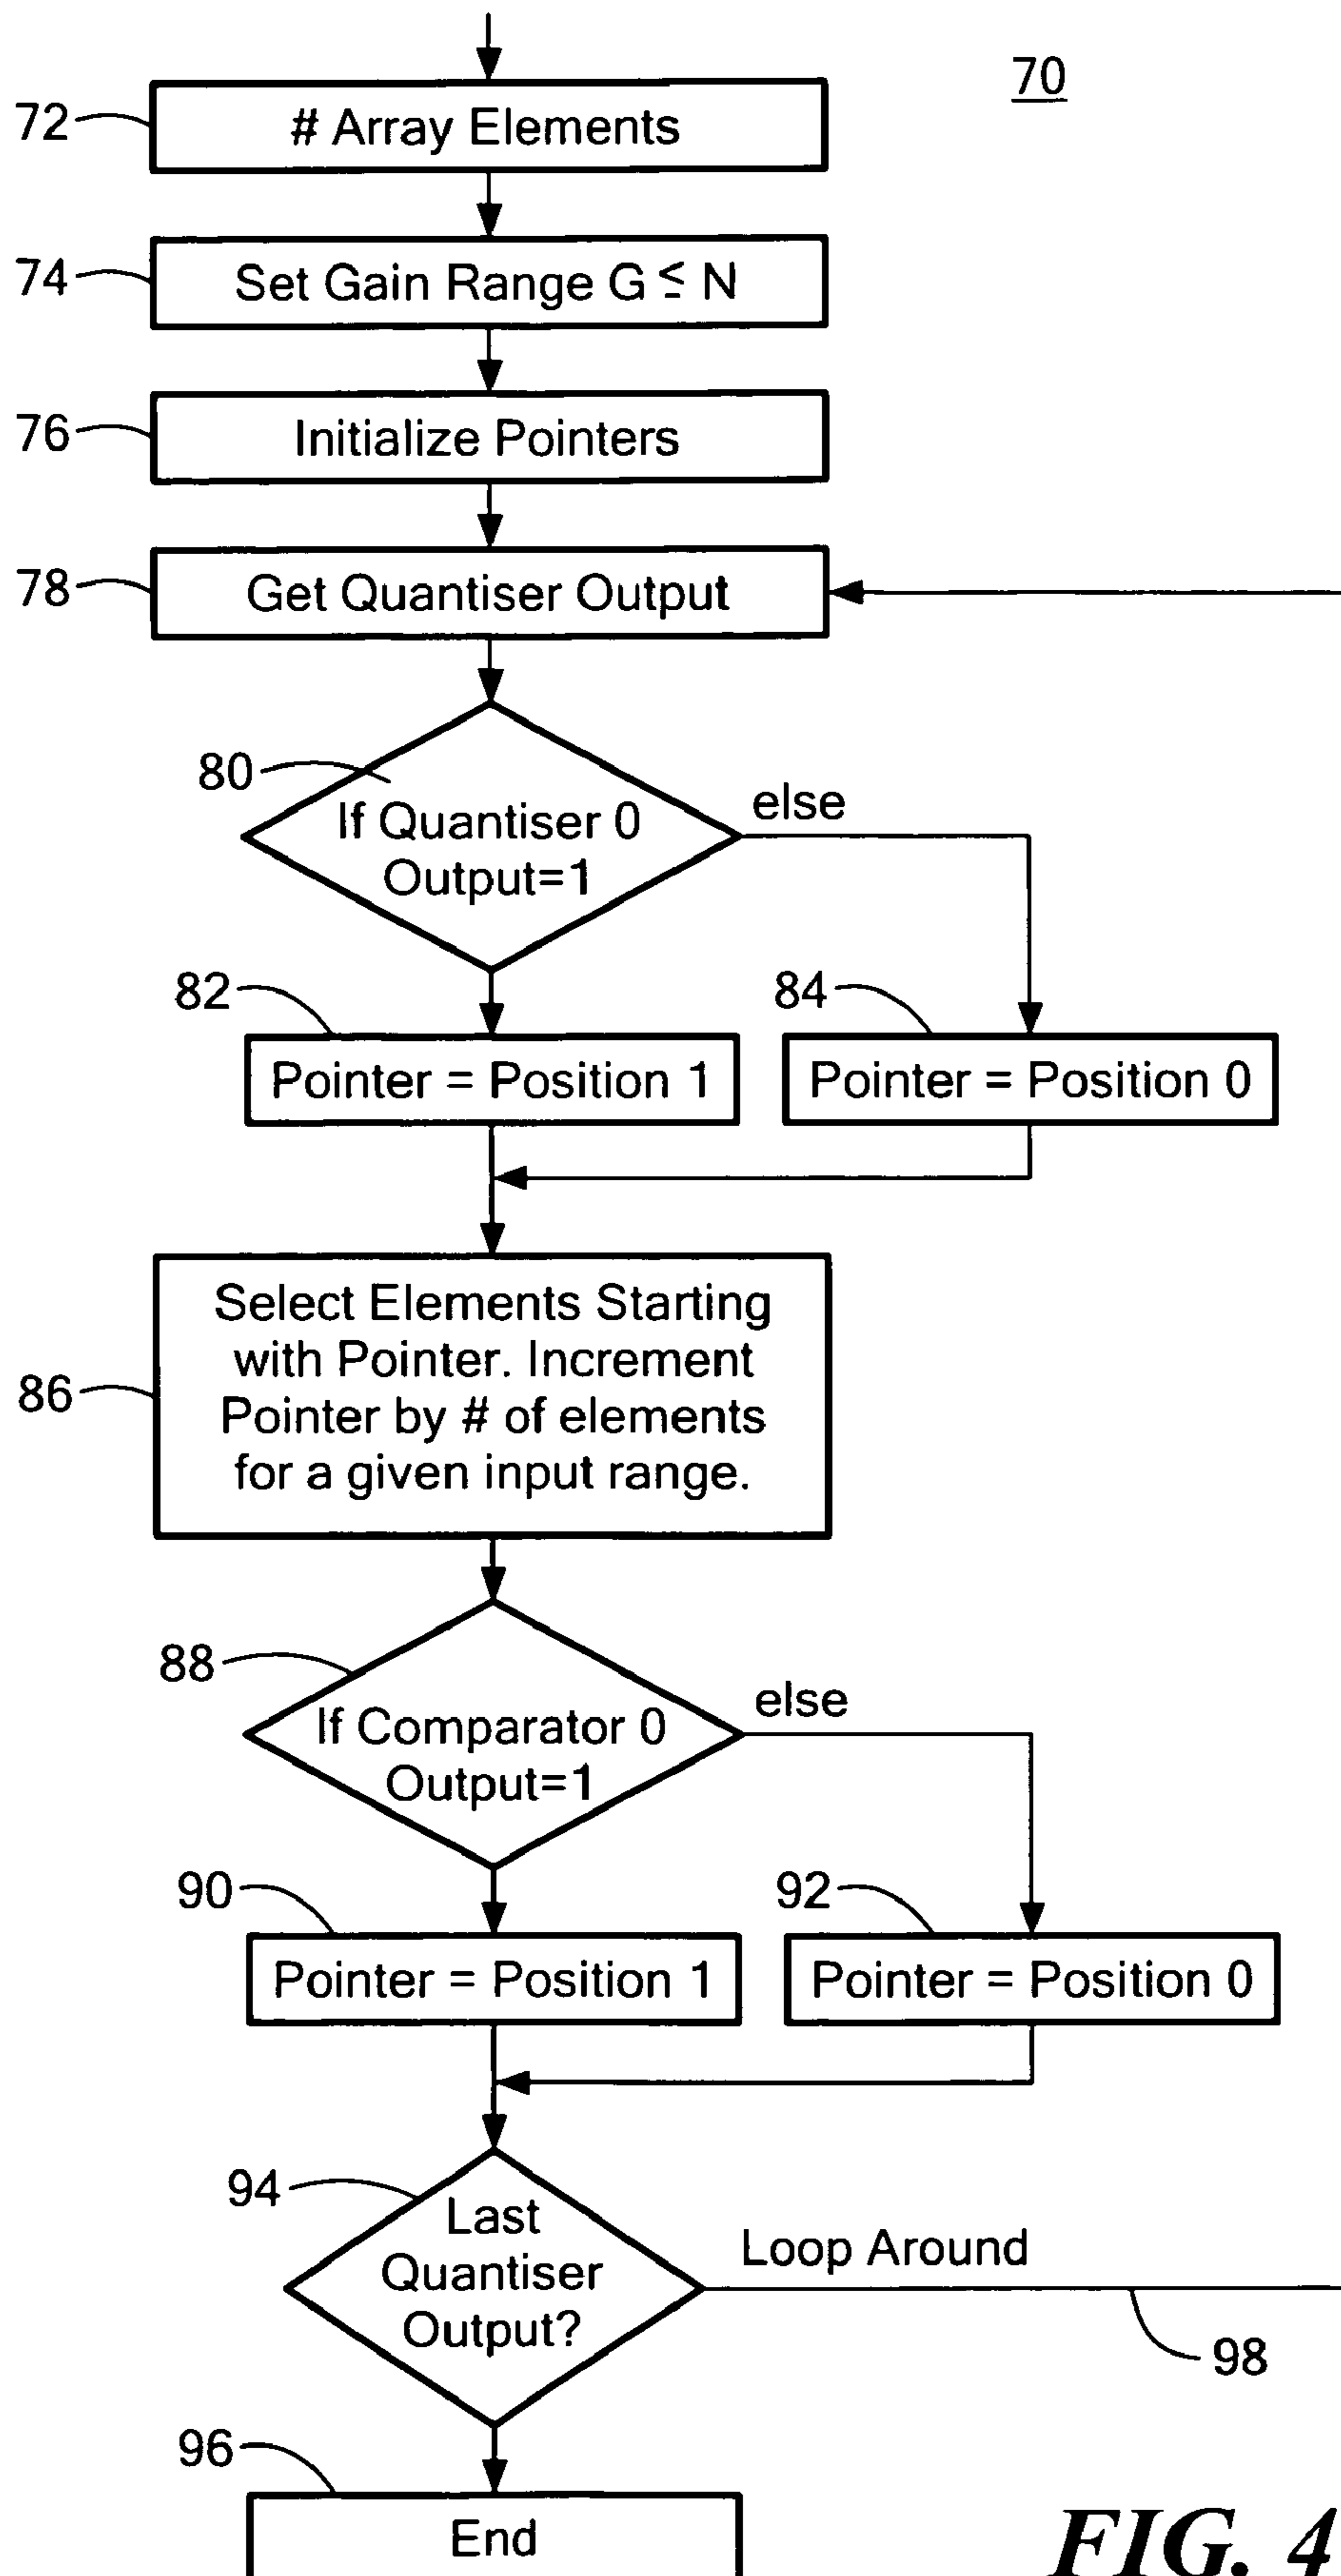 70
72
# Array Elements
74
Set Gain Range G ≤ N
76
Initialize Pointers
78
Get Quantiser Output
80
If Quantiser 0
Output=1
else
82
Pointer = Position 1
84
Pointer = Position 0
86
Select Elements Starting
with Pointer. Increment
Pointer by # of elements
for a given input range.
88
If Comparator 0
Output=1
else
90
Pointer = Position 1
92
Pointer = Position 0
94
Last
Quantiser
Output?
Loop Around
98
96
End
FIG. 4